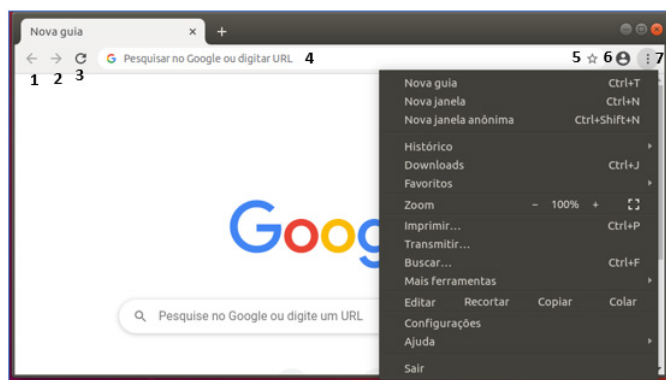 Nova guia × +
← → C G Pesquisar no Google ou digitar URL 4 5 ☆ 6 7
1 2 3
Nova guia Ctrl+T
Nova janela Ctrl+N
Nova janela anônima Ctrl+Shift+N
Histórico
Downloads Ctrl+J
Favoritos
Zoom − 100% +
Imprimir... Ctrl+P
Transmitir...
Buscar... Ctrl+F
Mais ferramentas
Editar Recortar Copiar Colar
Configurações
Ajuda
Sair
Goog
Pesquise no Google ou digite um URL